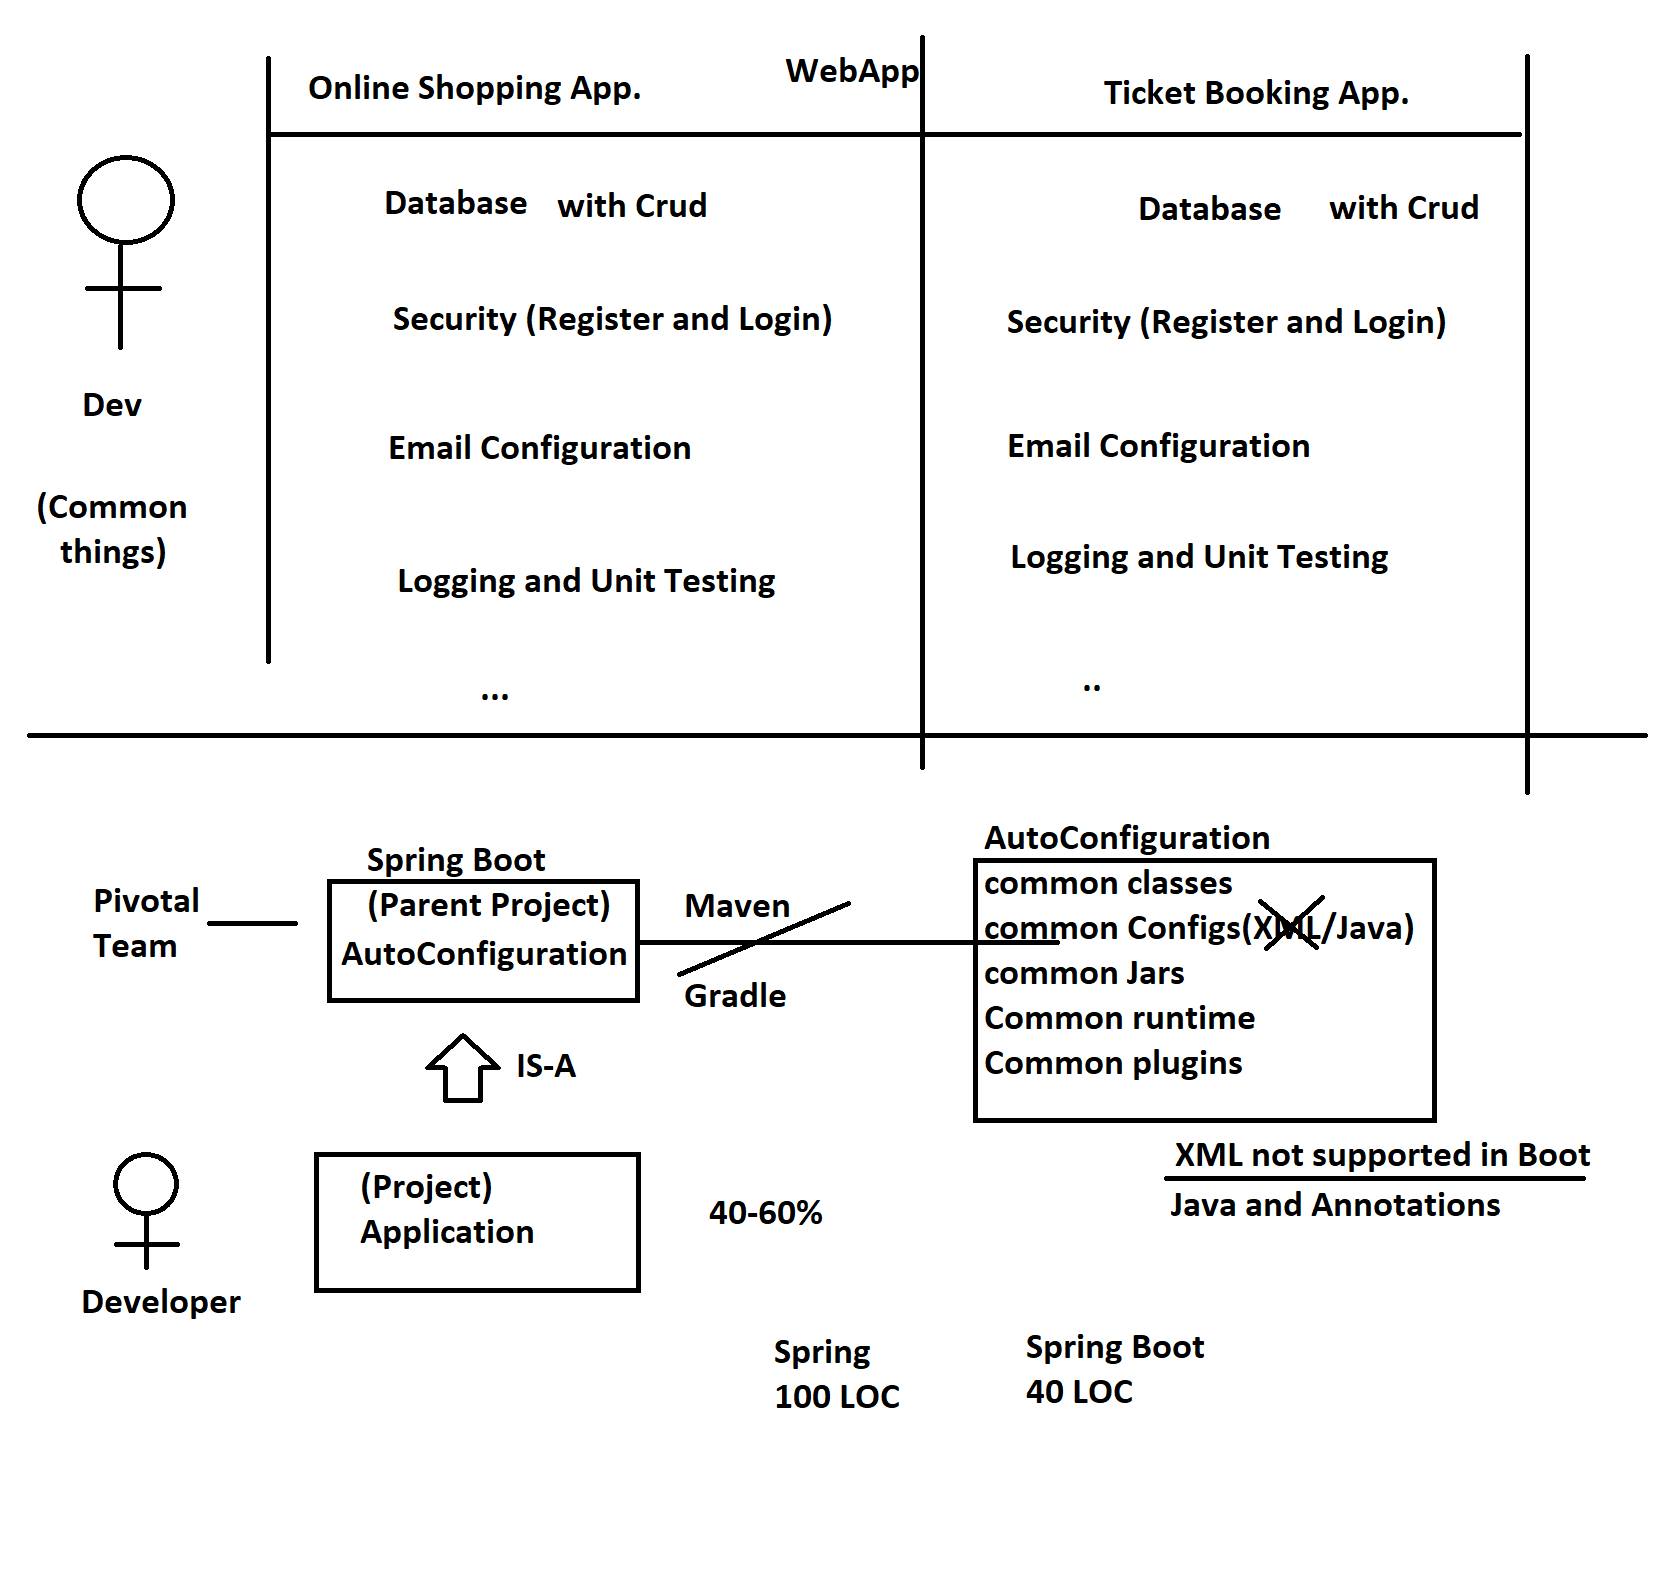 WebApp
Online Shopping App.
Ticket Booking App.
Database with Crud
Database with Crud
Security (Register and Login)
Security (Register and Login)
Dev
Email Configuration
Email Configuration
(Common
things)
Logging and Unit Testing
Logging and Unit Testing
...
..
Pivotal
Team
Spring Boot
(Parent Project)
AutoConfiguration
Maven
Gradle
AutoConfiguration
common classes
common Configs(XML/Java)
common Jars
Common runtime
Common plugins
IS-A
XML not supported in Boot
Java and Annotations
(Project)
Application
40-60%
Developer
Spring
100 LOC
Spring Boot
40 LOC